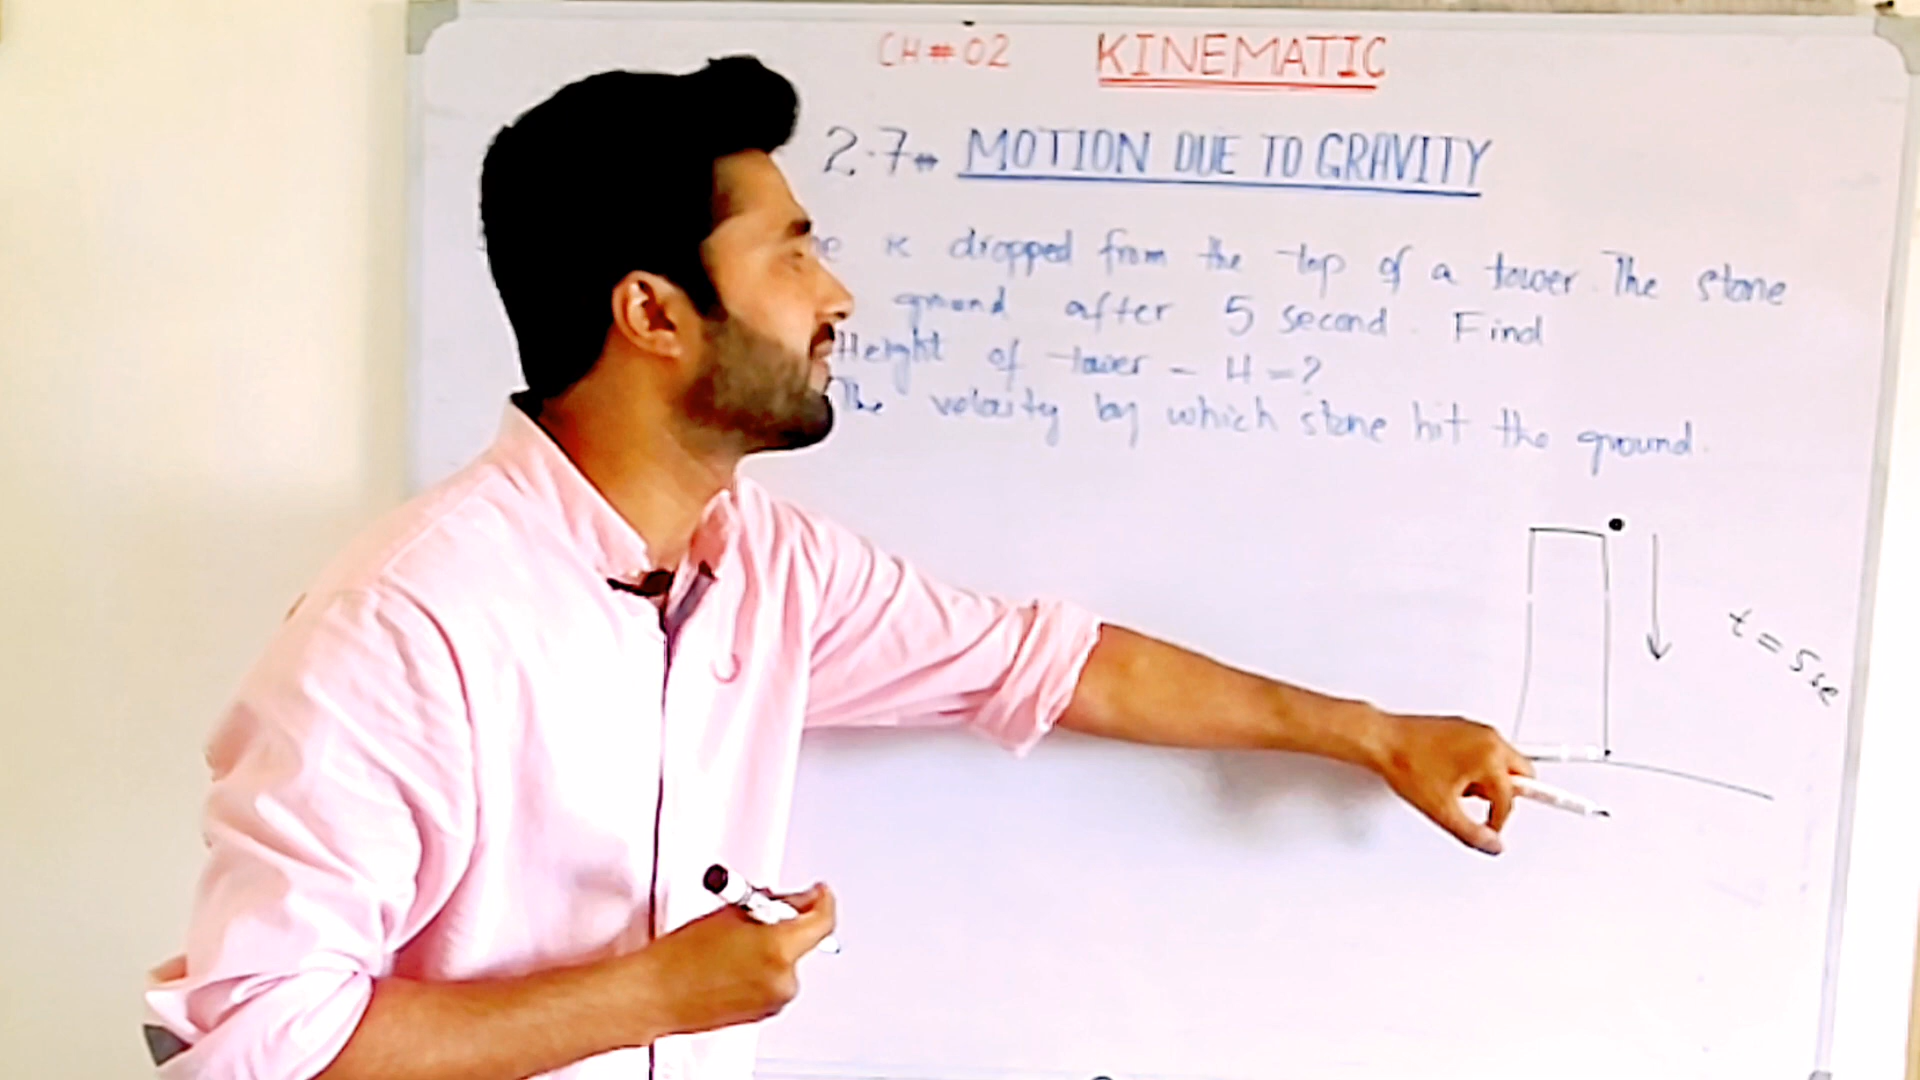 CH # 02 KINEMATIC
2.7# MOTION DUE TO GRAVITY
is dropped from the top of a tower. The stone
ground after 5 second. Find
Height of tower - H = ?
The velocity by which stone hit the ground.
t = 5 se